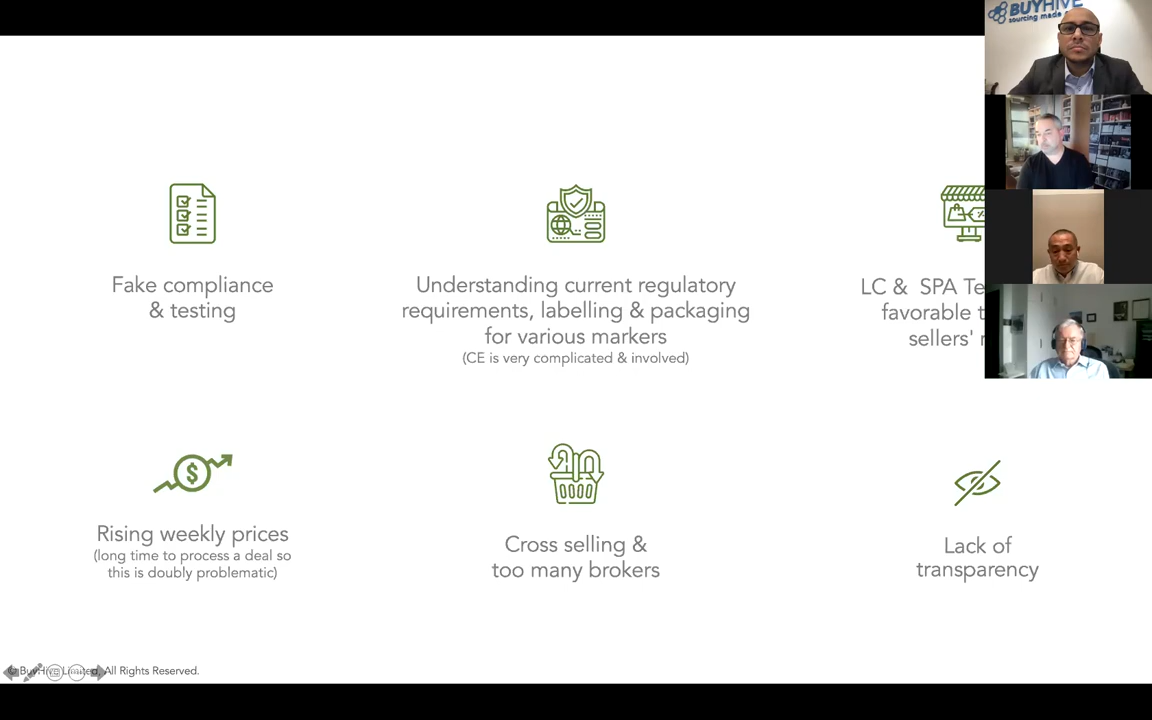 BUYHIVE
sourcing made
Fake compliance
& testing
Understanding current regulatory
requirements, labelling & packaging
for various markers
(CE is very complicated & involved)
LC & SPA
favorable
sellers'
Rising weekly prices
(long time to process a deal so
this is doubly problematic)
Cross selling &
too many brokers
Lack of
transparency
© BuyHive Limited, All Rights Reserved.